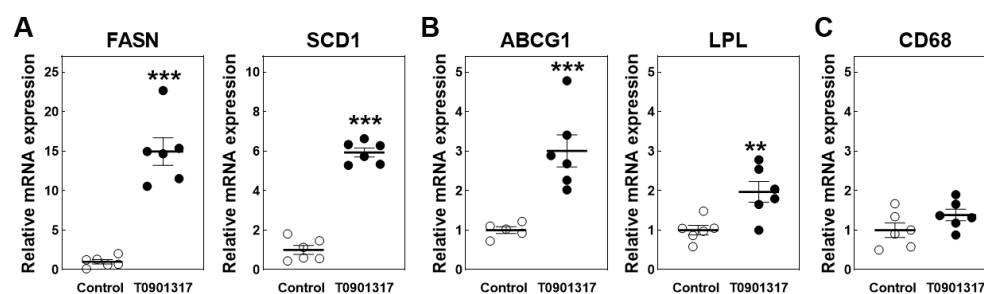 A
FASN
Relative mRNA expression
25
20
15
10
5
0
***
Control T0901317
SCD1
Relative mRNA expression
10
8
6
4
2
0
***
Control T0901317
B
ABCG1
Relative mRNA expression
5
4
3
2
1
0
***
Control T0901317
LPL
Relative mRNA expression
5
4
3
2
1
0
**
Control T0901317
C
CD68
Relative mRNA expression
5
4
3
2
1
0
Control T0901317